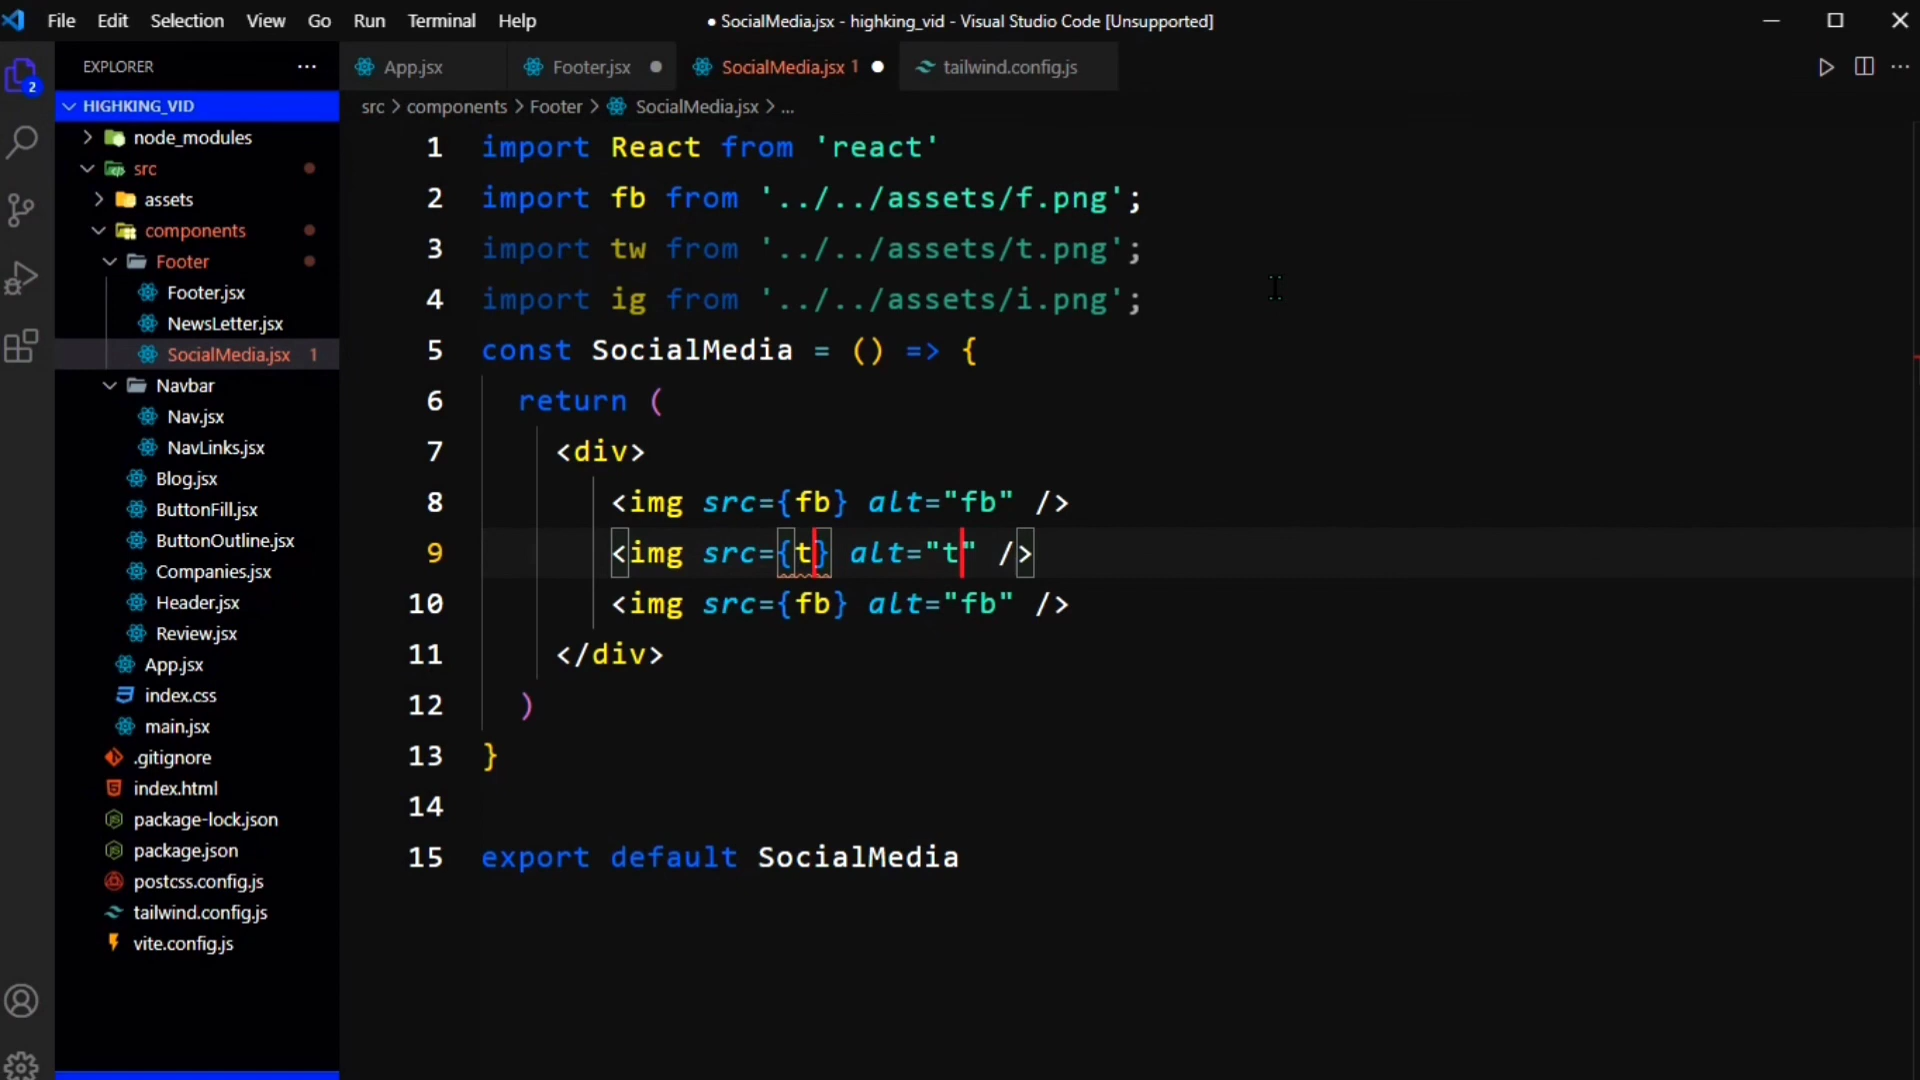 File Edit Selection View Go Run Terminal Help
● SocialMedia.jsx - highking_vid - Visual Studio Code [Unsupported]
2
EXPLORER ...
HIGHKING_VID
node_modules
src
assets
components
Footer
Footer.jsx
NewsLetter.jsx
SocialMedia.jsx 1
Navbar
Nav.jsx
NavLinks.jsx
Blog.jsx
ButtonFill.jsx
ButtonOutline.jsx
Companies.jsx
Header.jsx
Review.jsx
App.jsx
index.css
main.jsx
.gitignore
index.html
package-lock.json
package.json
postcss.config.js
tailwind.config.js
vite.config.js
App.jsx
Footer.jsx ●
SocialMedia.jsx 1 ●
tailwind.config.js
src > components > Footer > SocialMedia.jsx > ...
1 import React from 'react'
2 import fb from '../../assets/f.png';
3 import tw from '../../assets/t.png';
4 import ig from '../../assets/i.png';
5 const SocialMedia = () => {
6 return (
7 <div>
8 <img src={fb} alt="fb" />
9 <img src={t} alt="t" />
10 <img src={fb} alt="fb" />
11 </div>
12 )
13 }
14
15 export default SocialMedia